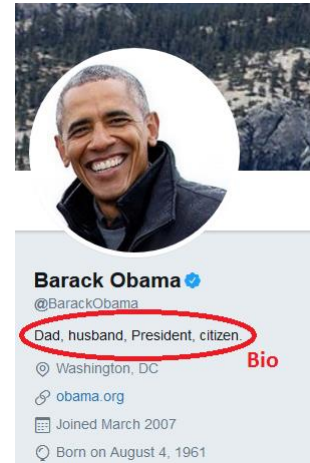 Barack Obama
@BarackObama
Dad, husband, President, citizen.
Bio
Washington, DC
obama.org
Joined March 2007
Born on August 4, 1961